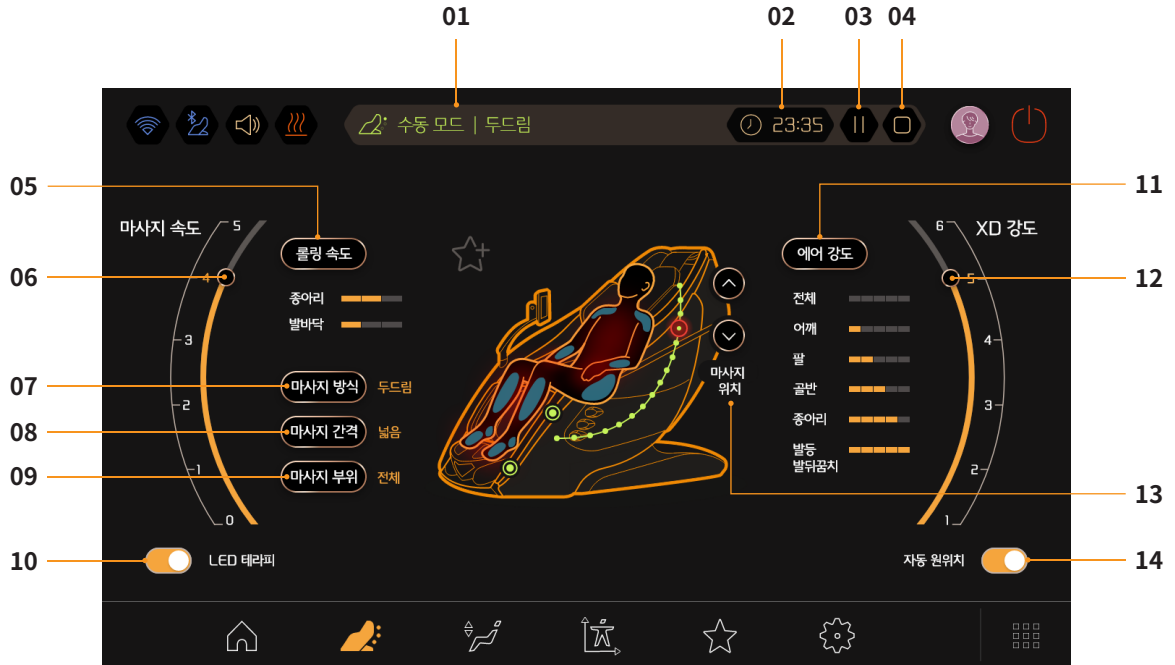 01
02
03
04
수동 모드 | 두드림
23:35
05
11
마사지 속도
5
롤링 속도
에어 강도
6
XD 강도
06
4
5
12
종아리
발바닥
전체
어깨
3
4
팔
마사지
위치
07
마사지 방식
두드림
골반
2
3
08
마사지 간격
넓음
종아리
발등
발뒤꿈치
09
마사지 부위
전체
1
2
13
0
1
10
LED 테라피
자동 원위치
14